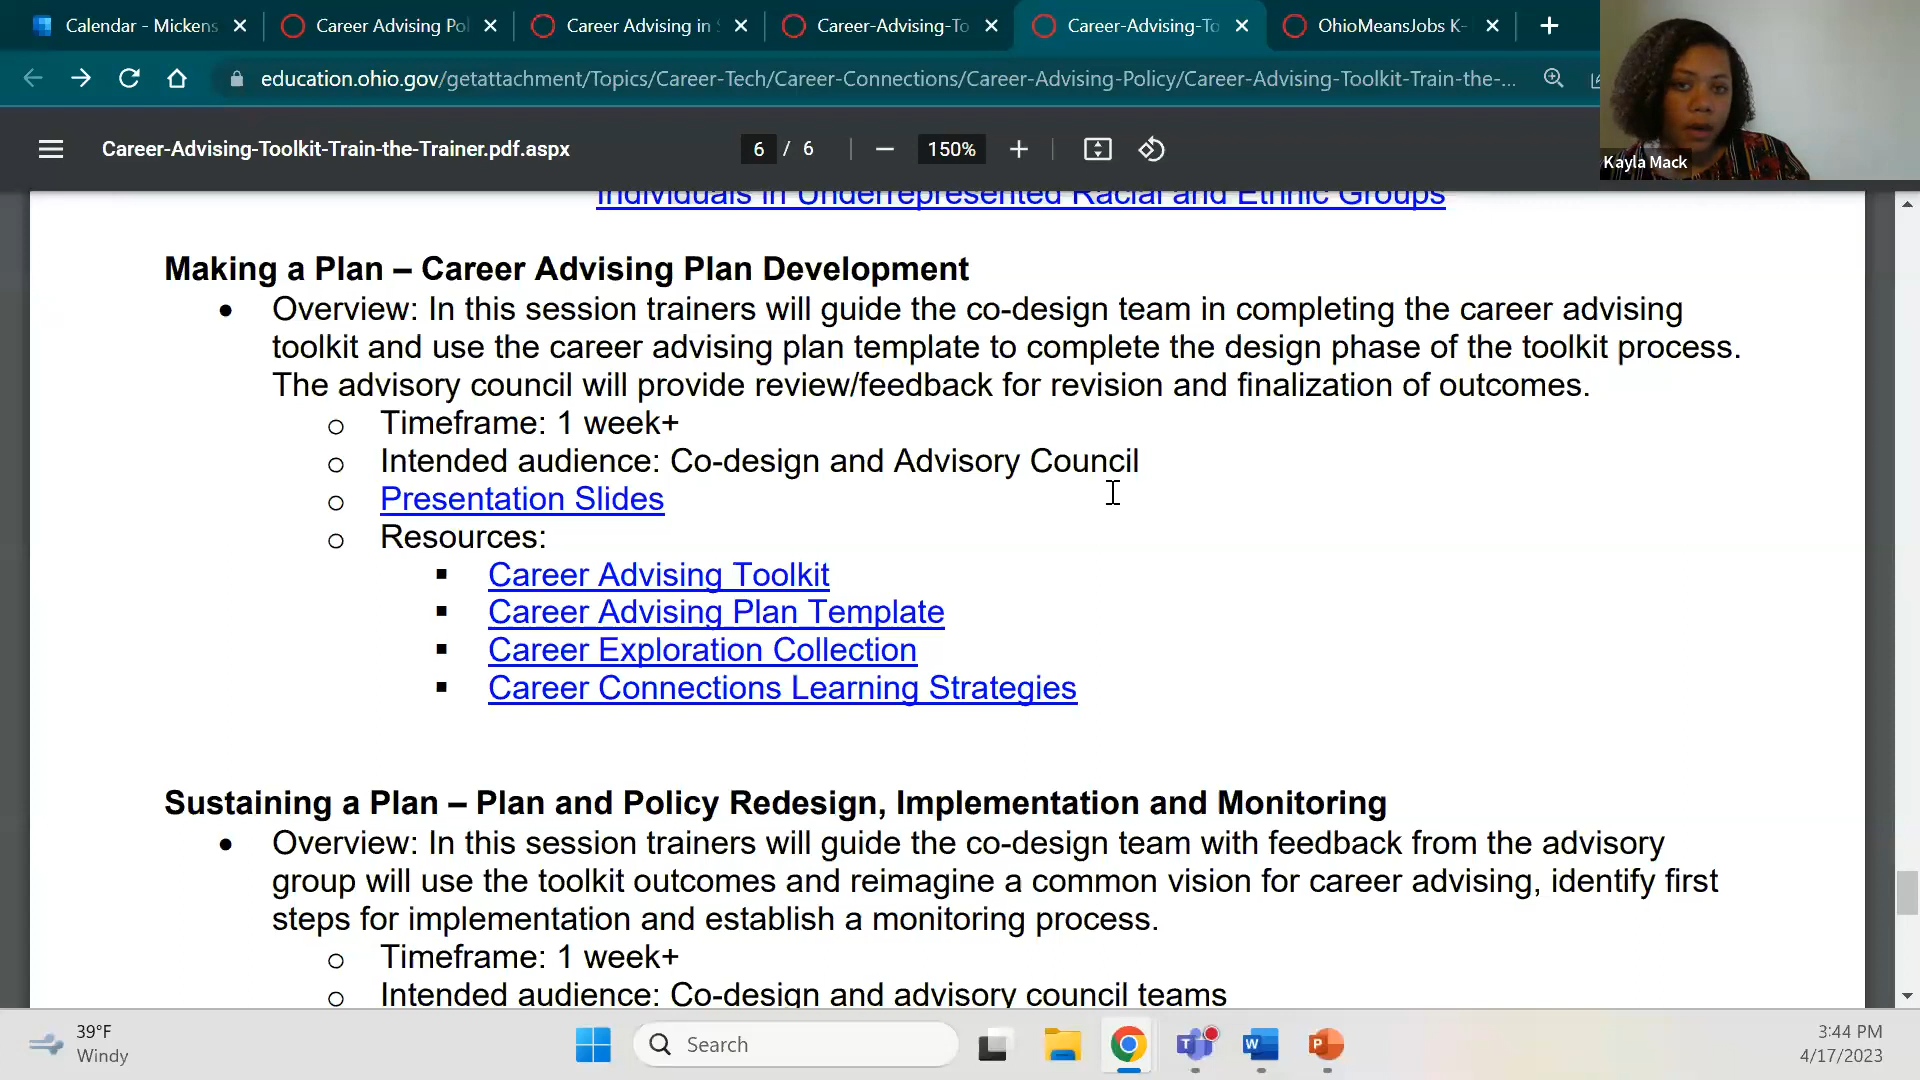 Calendar - Mickens
Career Advising Pol
Career Advising in S
Career-Advising-To
Career-Advising-To
OhioMeansJobs K-
education.ohio.gov/getattachment/Topics/Career-Tech/Career-Connections/Career-Advising-Policy/Career-Advising-Toolkit-Train-the-...
Kayla Mack
Career-Advising-Toolkit-Train-the-Trainer.pdf.aspx
6 / 6
150%
Individuals in Underrepresented Racial and Ethnic Groups
Making a Plan – Career Advising Plan Development
• Overview: In this session trainers will guide the co-design team in completing the career advising
toolkit and use the career advising plan template to complete the design phase of the toolkit process.
The advisory council will provide review/feedback for revision and finalization of outcomes.
o Timeframe: 1 week+
o Intended audience: Co-design and Advisory Council
o Presentation Slides
o Resources:
▪ Career Advising Toolkit
▪ Career Advising Plan Template
▪ Career Exploration Collection
▪ Career Connections Learning Strategies
Sustaining a Plan – Plan and Policy Redesign, Implementation and Monitoring
• Overview: In this session trainers will guide the co-design team with feedback from the advisory
group will use the toolkit outcomes and reimagine a common vision for career advising, identify first
steps for implementation and establish a monitoring process.
o Timeframe: 1 week+
o Intended audience: Co-design and advisory council teams
39°F
Windy
Search
3:44 PM
4/17/2023